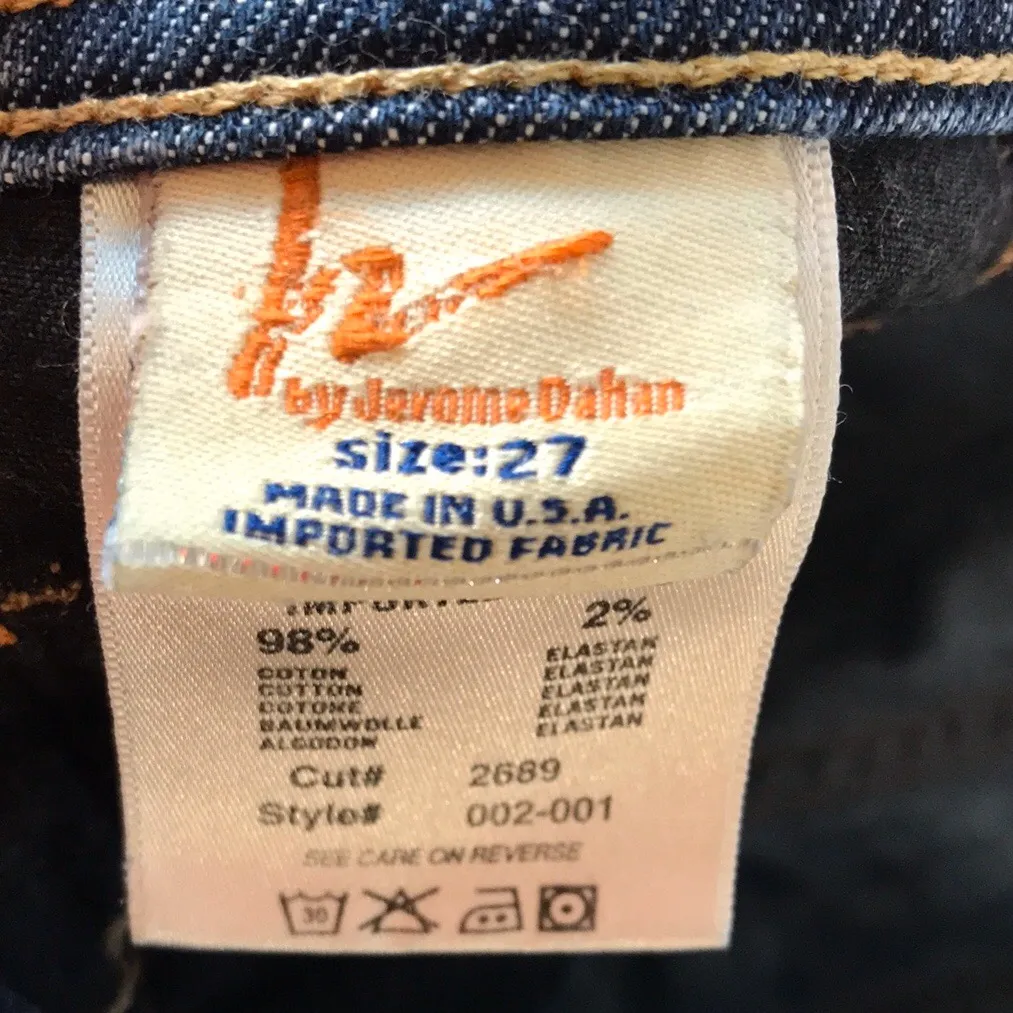 by Jerome Dahan
size:27
MADE IN U.S.A.
IMPORTED FABRIC
98%
COTON
COTTON
COTONE
BAUMWOLLE
ALGODON
2%
ELASTAN
ELASTAN
ELASTAN
ELASTAN
ELASTAN
Cut# 2689
Style# 002-001
SEE CARE ON REVERSE
30